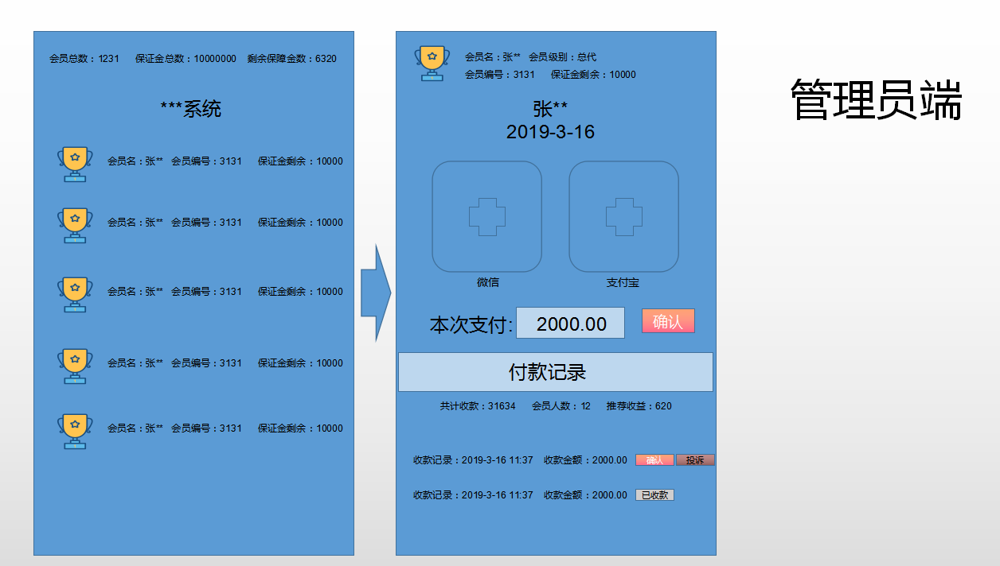 会员总数：1231 保证金总数：10000000 剩余保障金数：6320
***系统
会员名：张** 会员编号：3131 保证金剩余：10000
会员名：张** 会员编号：3131 保证金剩余：10000
会员名：张** 会员编号：3131 保证金剩余：10000
会员名：张** 会员编号：3131 保证金剩余：10000
会员名：张** 会员编号：3131 保证金剩余：10000
会员名：张** 会员级别：总代
会员编号：3131 保证金剩余：10000
张**
2019-3-16
微信 支付宝
本次支付: 2000.00 确认
付款记录
共计收款：31634 会员人数：12 推荐收益：620
收款记录：2019-3-16 11:37 收款金额：2000.00 确认 投诉
收款记录：2019-3-16 11:37 收款金额：2000.00 已收款
管理员端